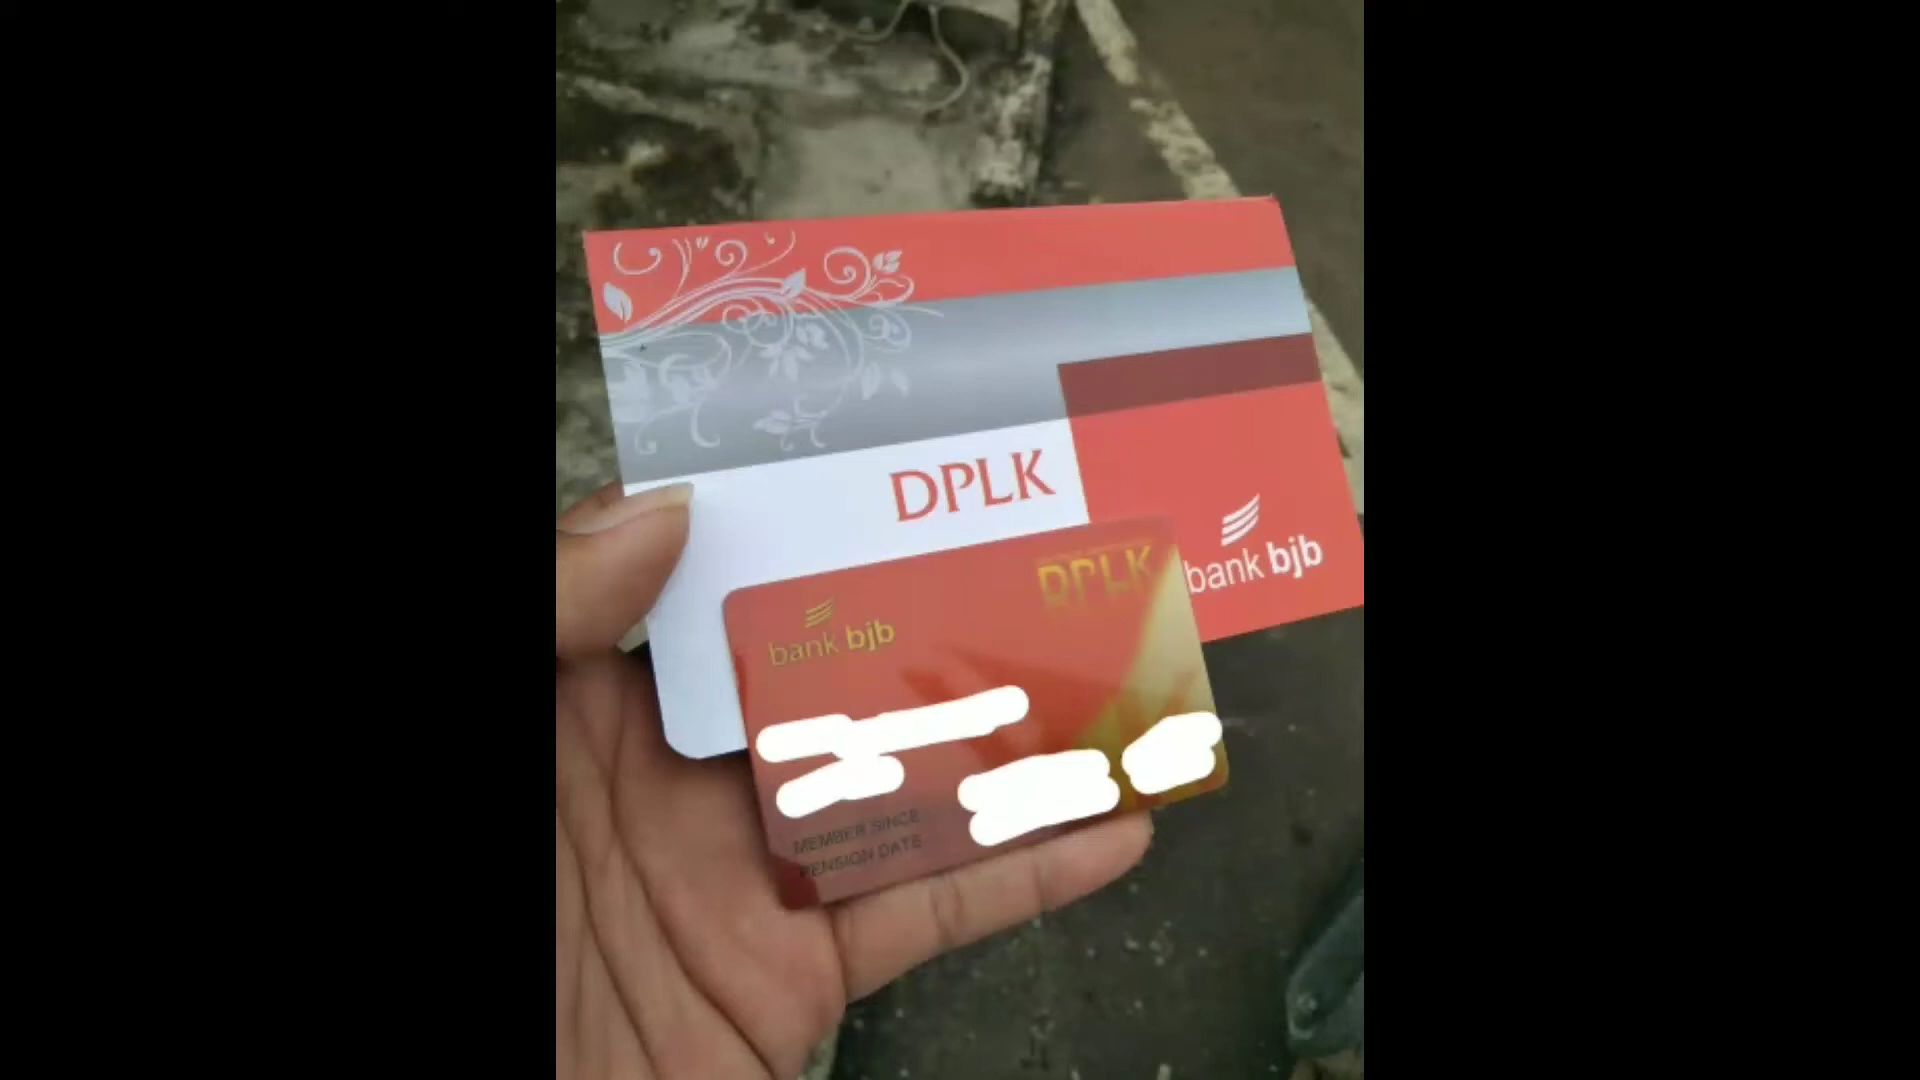 DPLK
bank bjb
DPLK
bank bjb
MEMBER SINCE
PENSION DATE